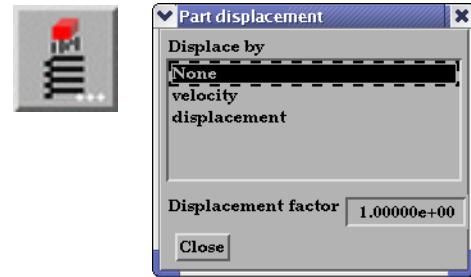 Part displacement
Displace by
None
velocity
displacement
Displacement factor 1.00000e+00
Close